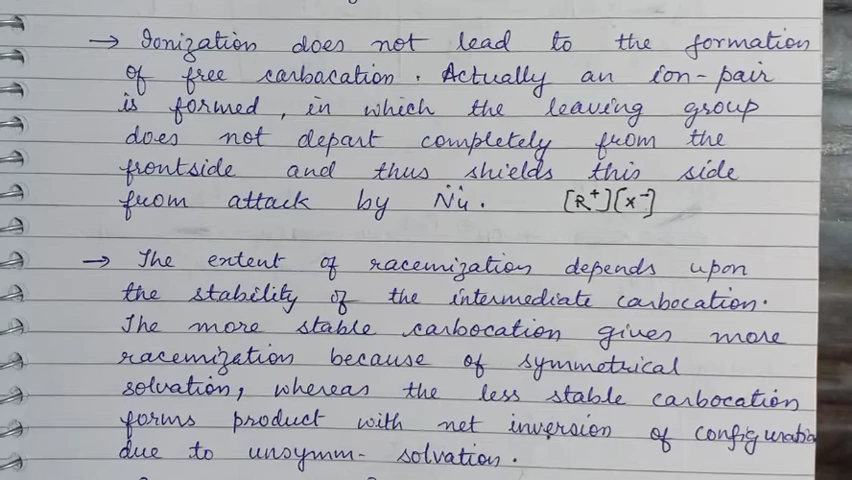 → Ionization does not lead to the formation
of free carbacation. Actually an ion-pair
is formed, in which the leaving group
does not depart completely from the
frontside and thus shields this side
from attack by N̈u. [R⁺][x⁻]
→ The extent of racemization depends upon
the stability of the intermediate carbocation.
The more stable carbocation gives more
racemization because of symmetrical
solvation, whereas the less stable carbocation
forms product with net inversion of configuratio
due to unsymm- solvation.